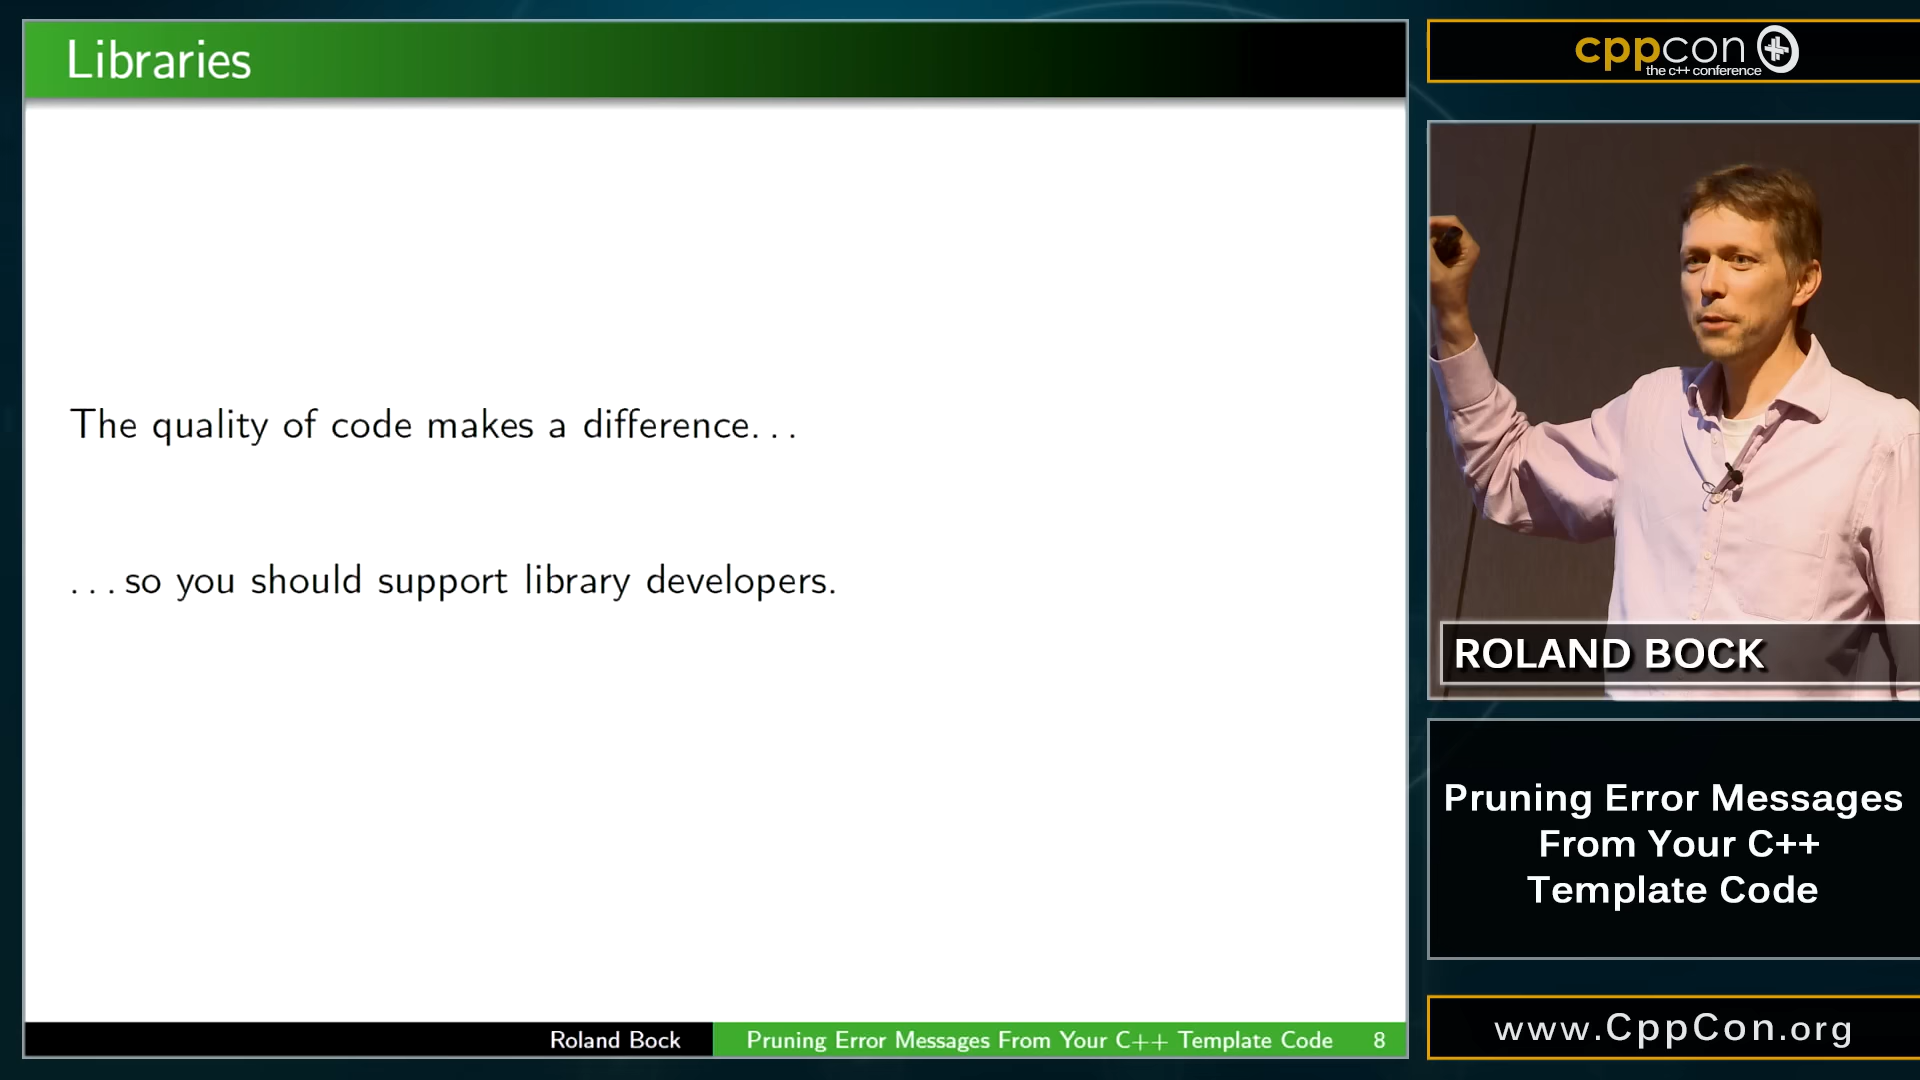 Libraries
The quality of code makes a difference. . .
. . . so you should support library developers.
Roland Bock
Pruning Error Messages From Your C++ Template Code
8
cppcon
the c++ conference
ROLAND BOCK
Pruning Error Messages
From Your C++
Template Code
www.CppCon.org